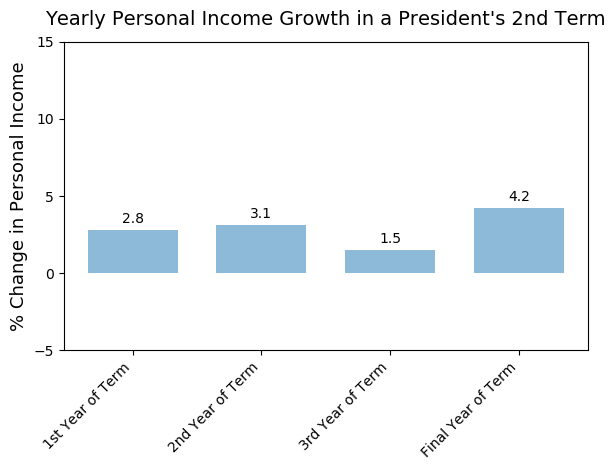 Yearly Personal Income Growth in a President's 2nd Term
% Change in Personal Income
15
10
5
0
−5
2.8
3.1
1.5
4.2
1st Year of Term
2nd Year of Term
3rd Year of Term
Final Year of Term